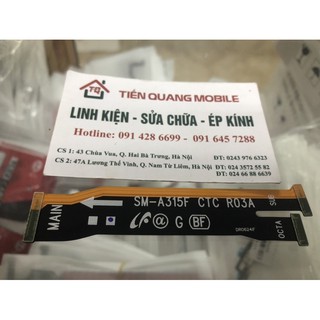 TQ
TIẾN QUANG MOBILE
LINH KIỆN - SỬA CHỮA - ÉP KÍNH
Hotline: 091 428 6699 - 091 645 7288
CS 1: 43 Chùa Vua, Q. Hai Bà Trưng, Hà Nội ĐT: 0243 976 6323
CS 2: 47A Lương Thế Vinh, Q. Nam Từ Liêm, Hà Nội ĐT: 024 3572 55 82
ĐT: 024 66 88 6639
MAIN
SM-A315F CTC R03A
α G BF
SU
OCTA